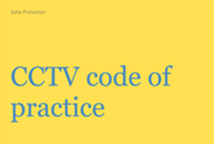 Data Protection
CCTV code of
practice